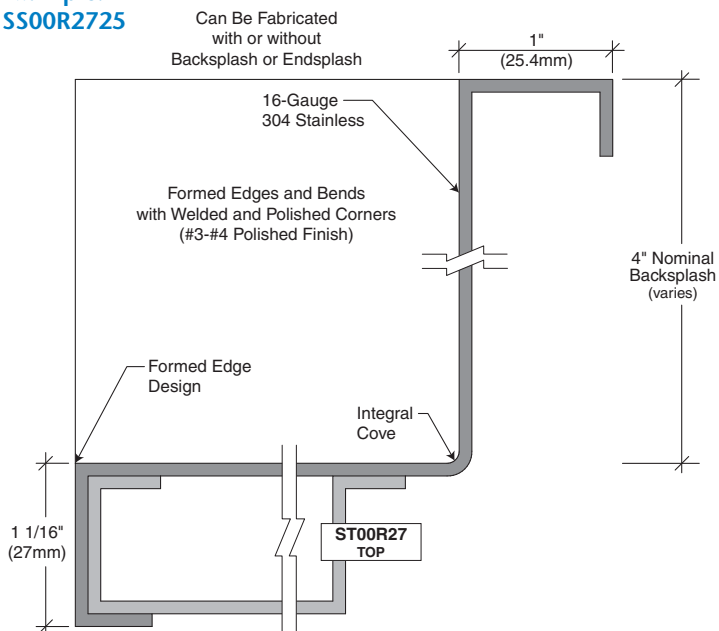 SS00R2725
Can Be Fabricated
with or without
Backsplash or Endsplash
1"
(25.4mm)
16-Gauge
304 Stainless
Formed Edges and Bends
with Welded and Polished Corners
(#3-#4 Polished Finish)
4" Nominal
Backsplash
(varies)
Formed Edge
Design
Integral
Cove
1 1/16"
(27mm)
ST00R27
TOP